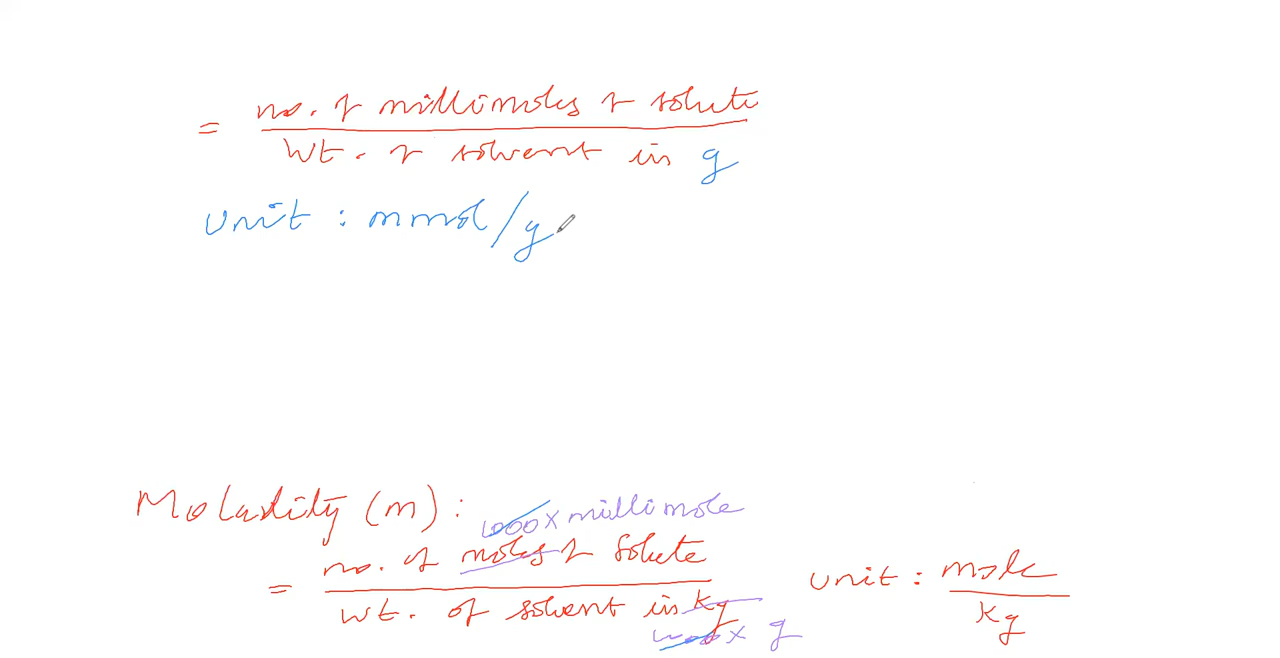 = no. of millimoles of solute
wt. of solvent in g
unit : m mol/g
Molality (m) :
1000 × millimole
= no. of moles of solute
wt. of solvent in kg
1000 × g
unit : mole
kg